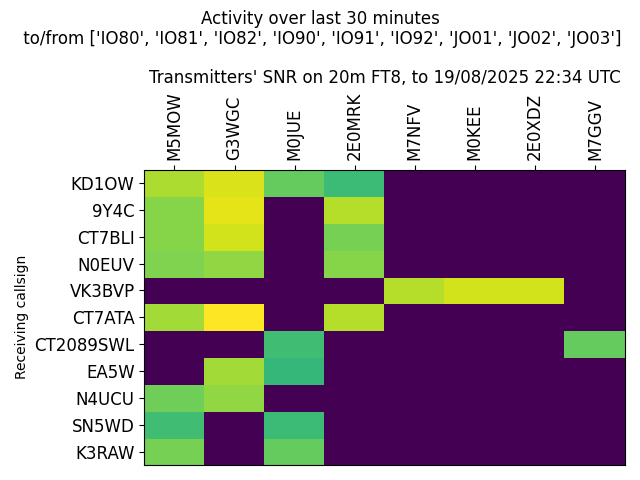 Activity over last 30 minutes
to/from ['IO80', 'IO81', 'IO82', 'IO90', 'IO91', 'IO92', 'JO01', 'JO02', 'JO03']
Transmitters' SNR on 20m FT8, to 19/08/2025 22:34 UTC
M5MOW
G3WGC
M0JUE
2E0MRK
M7NFV
M0KEE
2E0XDZ
M7GGV
Receiving callsign
KD1OW
9Y4C
CT7BLI
N0EUV
VK3BVP
CT7ATA
CT2089SWL
EA5W
N4UCU
SN5WD
K3RAW